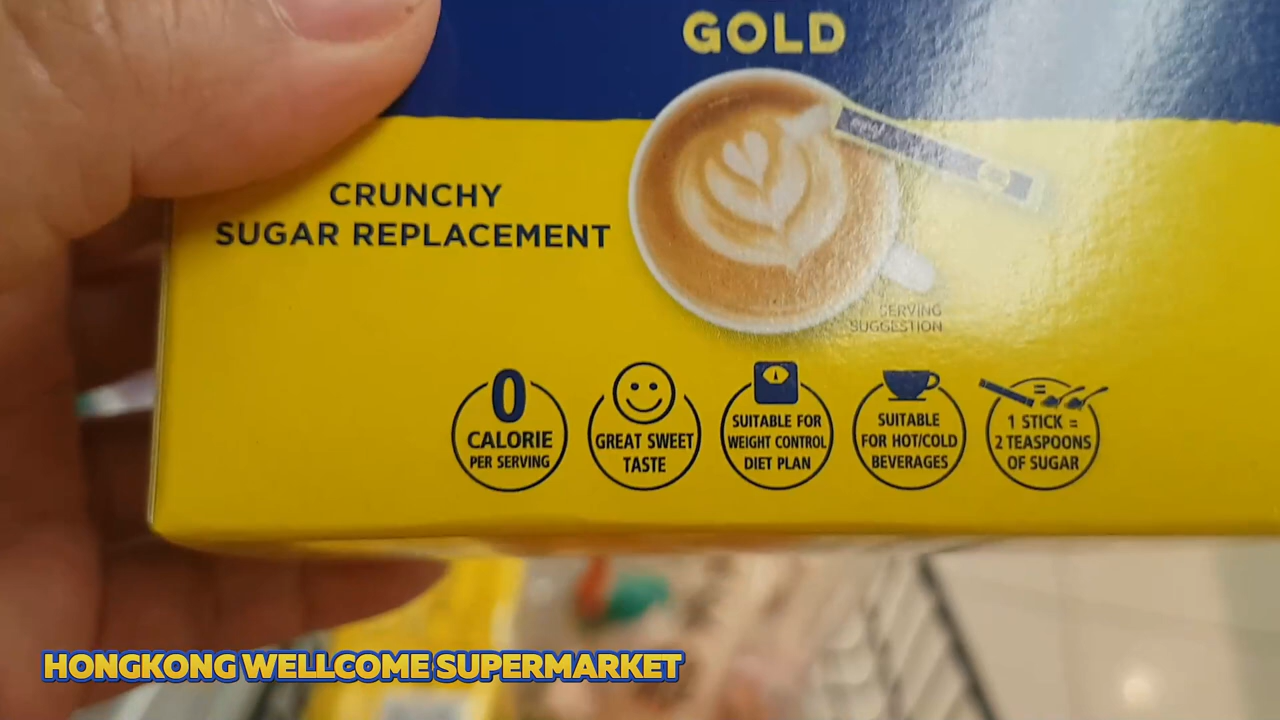 GOLD
CRUNCHY
SUGAR REPLACEMENT
SERVING
SUGGESTION
0
CALORIE
PER SERVING
GREAT SWEET
TASTE
SUITABLE FOR
WEIGHT CONTROL
DIET PLAN
SUITABLE
FOR HOT/COLD
BEVERAGES
=
1 STICK =
2 TEASPOONS
OF SUGAR
HONGKONG WELLCOME SUPERMARKET